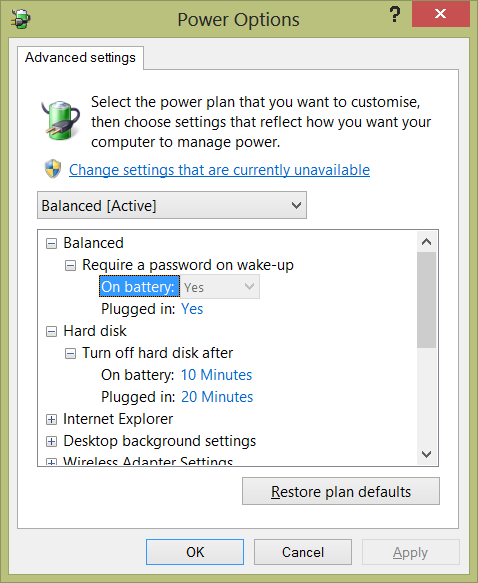 Power Options
Advanced settings
Select the power plan that you want to customise,
then choose settings that reflect how you want your
computer to manage power.
Change settings that are currently unavailable
Balanced [Active]
Balanced
Require a password on wake-up
On battery: Yes
Plugged in: Yes
Hard disk
Turn off hard disk after
On battery: 10 Minutes
Plugged in: 20 Minutes
Internet Explorer
Desktop background settings
Wireless Adapter Settings
Restore plan defaults
OK Cancel Apply